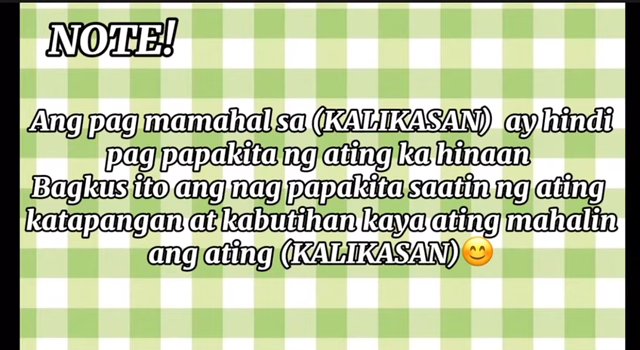 NOTE!
Ang pag mamahal sa (KALIKASAN) ay hindi
pag papakita ng ating ka hinaan
Bagkus ito ang nag papakita saatin ng ating
katapangan at kabutihan kaya ating mahalin
ang ating (KALIKASAN)😊